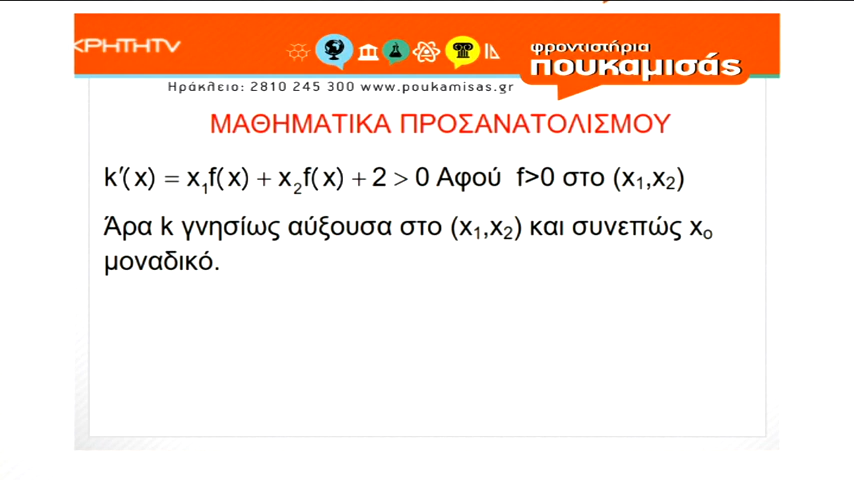 ΚΡΗΤΗTV
φροντιστήρια
πουκαμισάς
Ηράκλειο: 2810 245 300 www.poukamisas.gr
ΜΑΘΗΜΑΤΙΚΑ ΠΡΟΣΑΝΑΤΟΛΙΣΜΟΥ
k′(x) = x₁f(x) + x₂f(x) + 2 > 0 Αφού f>0 στο (x₁,x₂)
Άρα k γνησίως αύξουσα στο (x₁,x₂) και συνεπώς xₒ
μοναδικό.